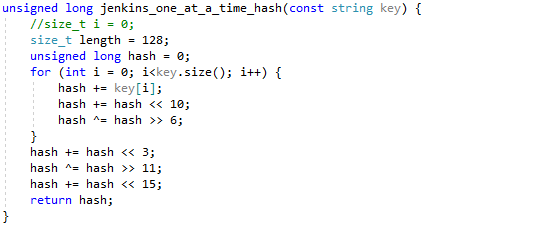 unsigned long jenkins_one_at_a_time_hash(const string key) {
    //size_t i = 0;
    size_t length = 128;
    unsigned long hash = 0;
    for (int i = 0; i<key.size(); i++) {
        hash += key[i];
        hash += hash << 10;
        hash ^= hash >> 6;
    }
    hash += hash << 3;
    hash ^= hash >> 11;
    hash += hash << 15;
    return hash;
}